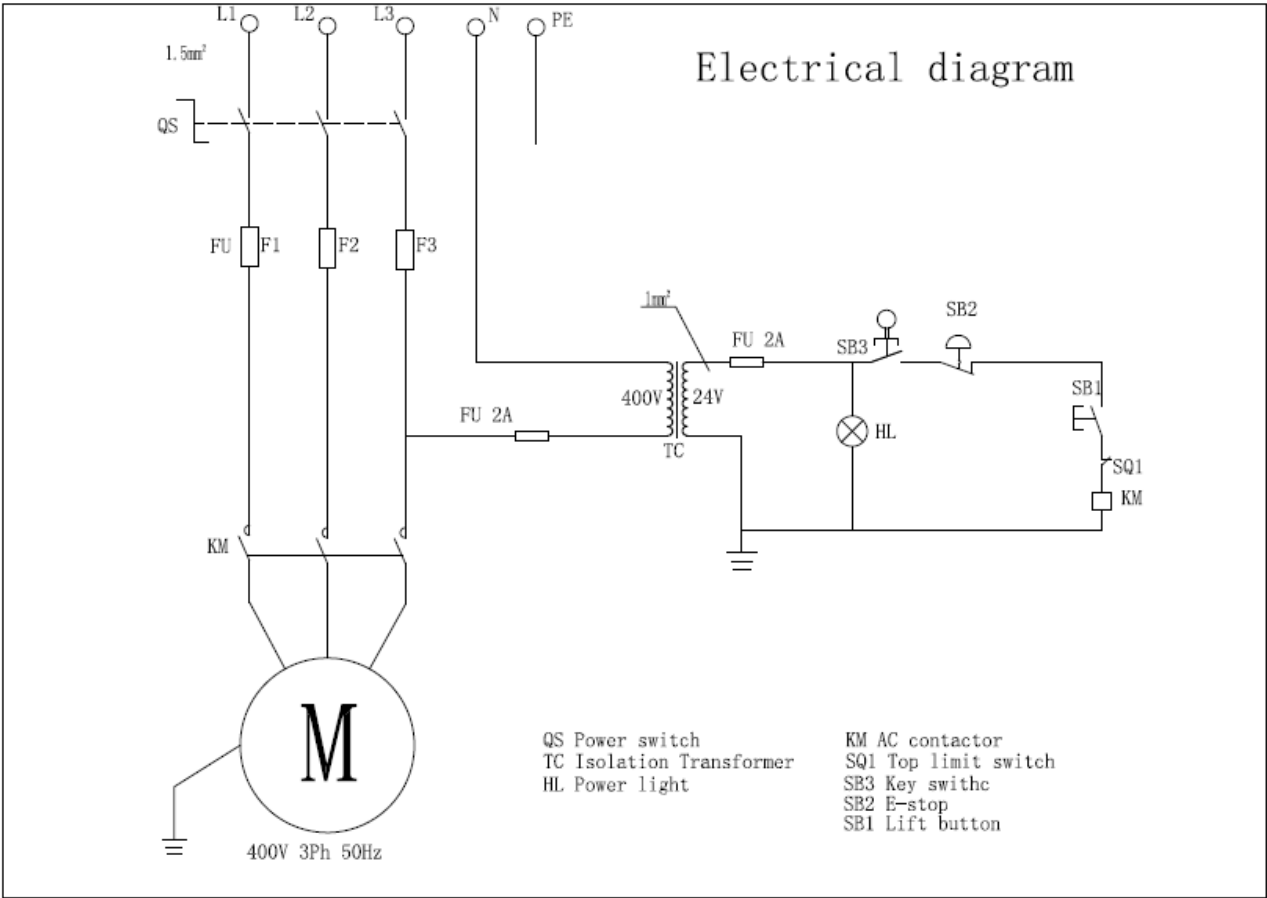 L1 L2 L3 N PE
1.5mm²
Electrical diagram
QS
FU F1 F2 F3
1mm²
FU 2A
SB3
SB2
400V 24V
SB1
FU 2A
TC
HL
SQ1
KM
KM
M
400V 3Ph 50Hz
QS Power switch
TC Isolation Transformer
HL Power light
KM AC contactor
SQ1 Top limit switch
SB3 Key swithc
SB2 E-stop
SB1 Lift button